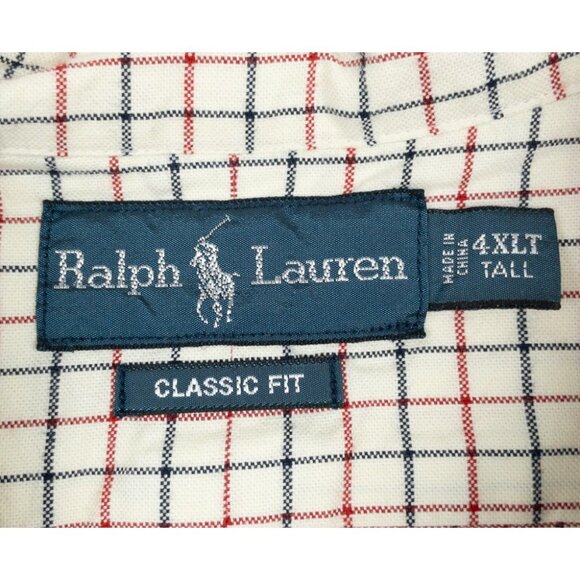 Ralph Lauren
MADE IN
CHINA
4XLT
TALL
CLASSIC FIT